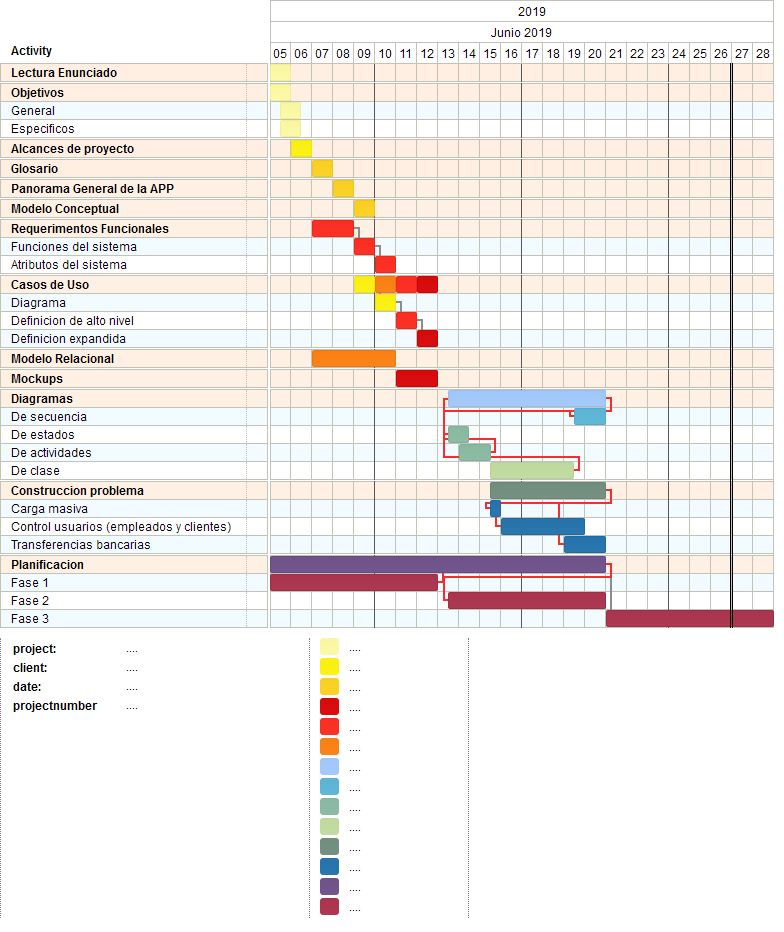 2019
Junio 2019
Activity
05 06 07 08 09 10 11 12 13 14 15 16 17 18 19 20 21 22 23 24 25 26 27 28
Lectura Enunciado
Objetivos
General
Especificos
Alcances de proyecto
Glosario
Panorama General de la APP
Modelo Conceptual
Requerimentos Funcionales
Funciones del sistema
Atributos del sistema
Casos de Uso
Diagrama
Definicion de alto nivel
Definicion expandida
Modelo Relacional
Mockups
Diagramas
De secuencia
De estados
De actividades
De clase
Construccion problema
Carga masiva
Control usuarios (empleados y clientes)
Transferencias bancarias
Planificacion
Fase 1
Fase 2
Fase 3
project: ....
client: ....
date: ....
projectnumber ....
....
....
....
....
....
....
....
....
....
....
....
....
....
....